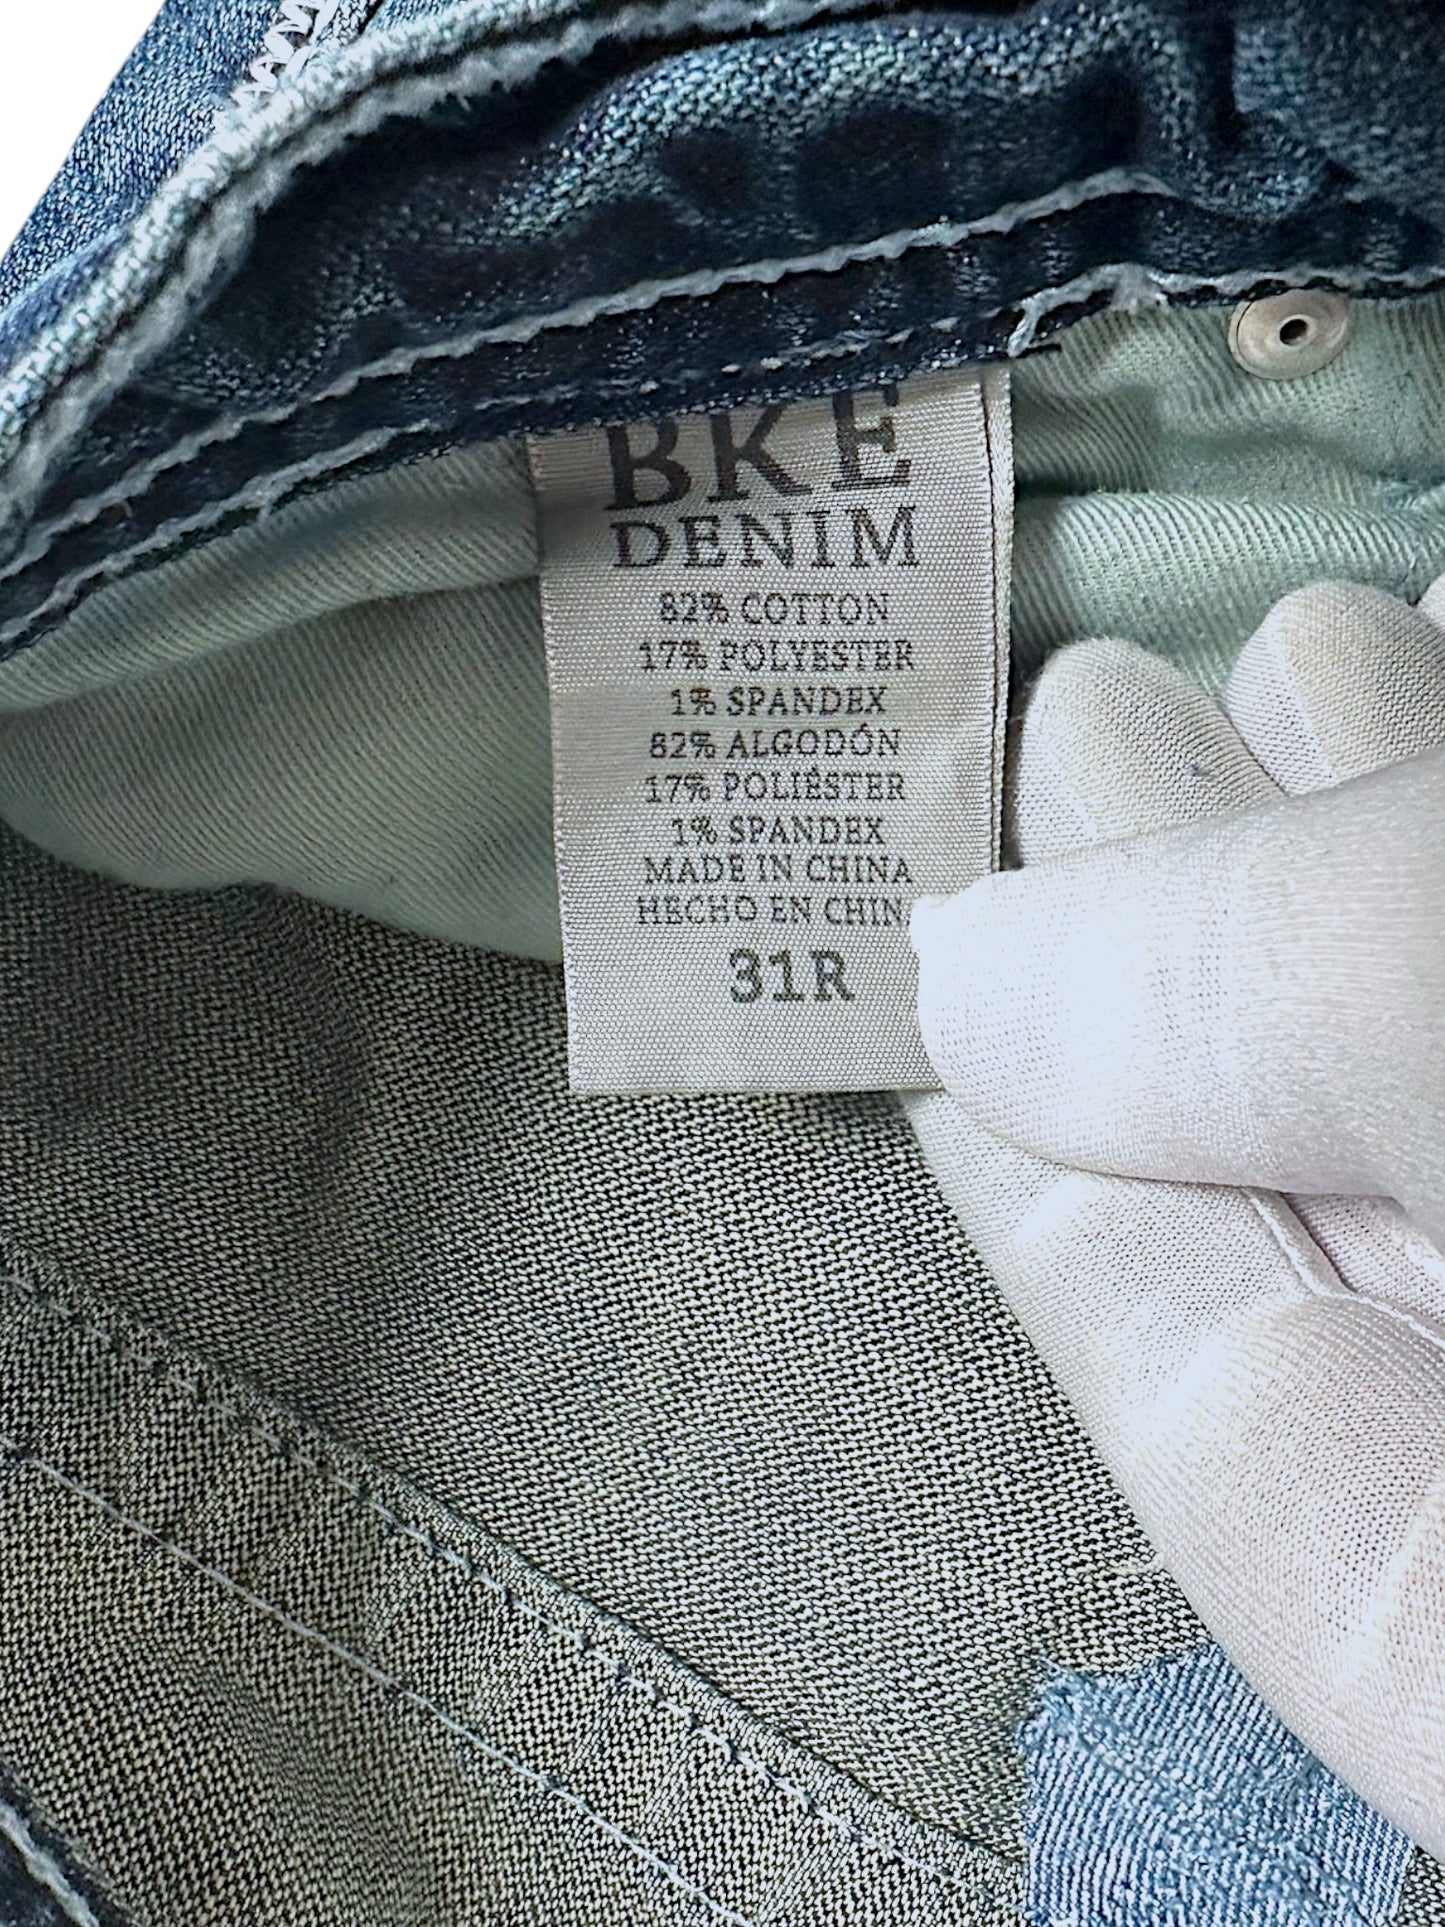 BKE
DENIM
82% COTTON
17% POLYESTER
1% SPANDEX
82% ALGODÓN
17% POLIÉSTER
1% SPANDEX
MADE IN CHINA
HECHO EN CHIN
31R